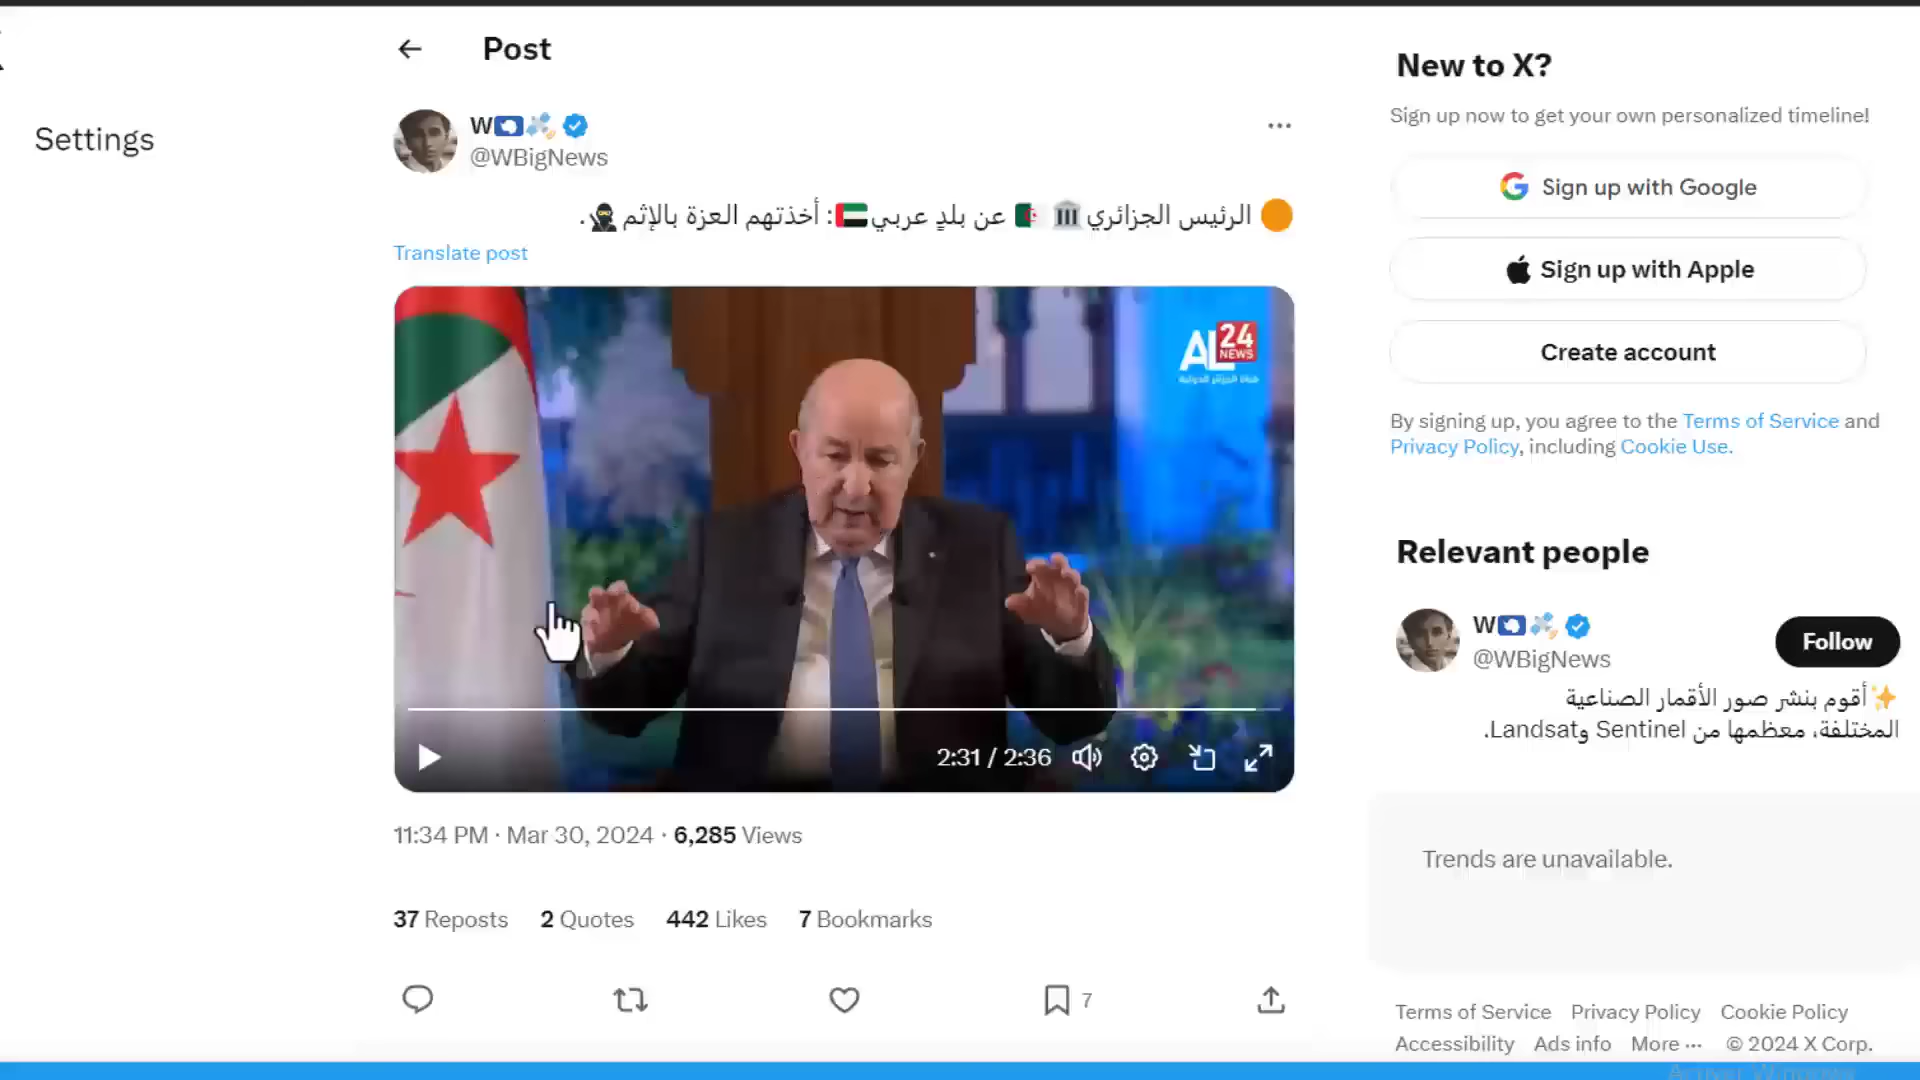 Post
Settings
W
@WBigNews
الرئيس الجزائري عن بلدٍ عربي: أخذتهم العزة بالإثم.
Translate post
AL 24 NEWS
قناة الجزائر الدولية
2:31 / 2:36
11:34 PM · Mar 30, 2024 · 6,285 Views
37 Reposts 2 Quotes 442 Likes 7 Bookmarks
7
New to X?
Sign up now to get your own personalized timeline!
Sign up with Google
Sign up with Apple
Create account
By signing up, you agree to the Terms of Service and
Privacy Policy, including Cookie Use.
Relevant people
W
@WBigNews
Follow
أقوم بنشر صور الأقمار الصناعية
المختلفة، معظمها من Sentinel وLandsat.
Trends are unavailable.
Terms of Service Privacy Policy Cookie Policy
Accessibility Ads info More ··· © 2024 X Corp.